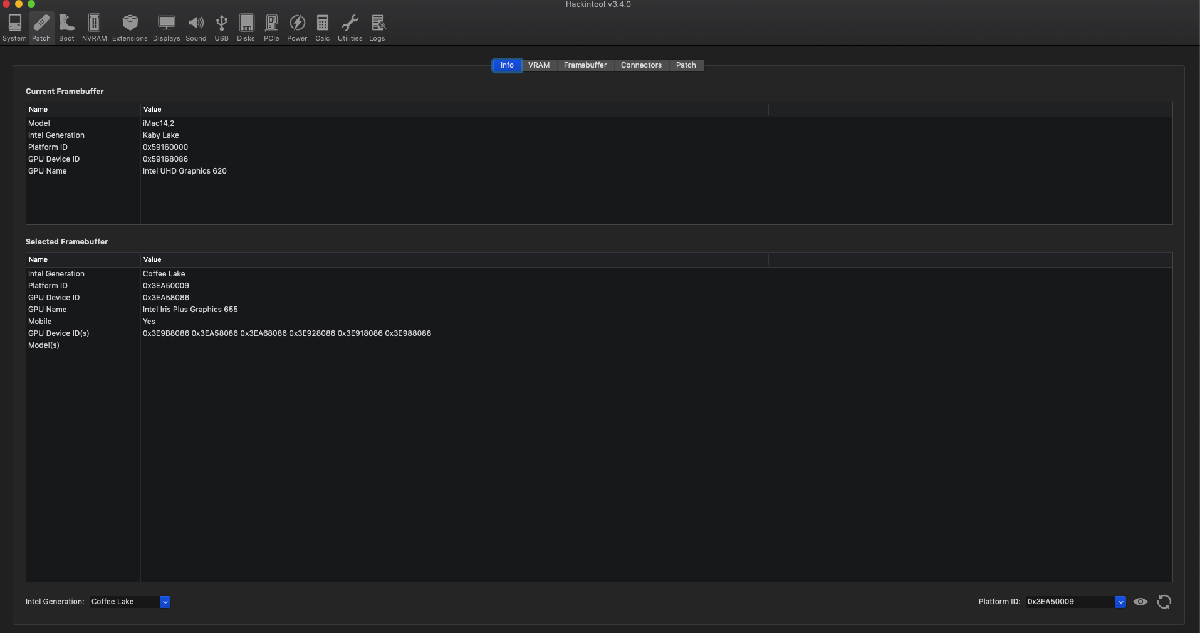 Hackintool v3.4.0
System Patch Boot NVRAM Extensions Displays Sound USB Disks PCIe Power Calc Utilities Logs
Info VRAM Framebuffer Connectors Patch
Current Framebuffer
Name Value
Model iMac14,2
Intel Generation Kaby Lake
Platform ID 0x59160000
GPU Device ID 0x59168086
GPU Name Intel UHD Graphics 620
Selected Framebuffer
Name Value
Intel Generation Coffee Lake
Platform ID 0x3EA50009
GPU Device ID 0x3EA58086
GPU Name Intel Iris Plus Graphics 655
Mobile Yes
GPU Device ID(s) 0x3E9B8086 0x3EA58086 0x3EA68086 0x3E928086 0x3E918086 0x3E988086
Model(s)
Intel Generation: Coffee Lake Platform ID: 0x3EA50009